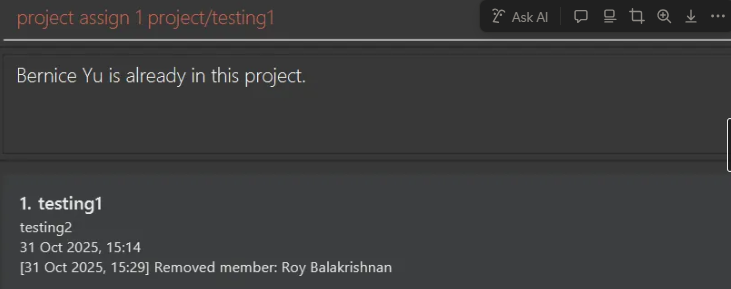 project assign 1 project/testing1
Ask AI
Bernice Yu is already in this project.
1. testing1
testing2
31 Oct 2025, 15:14
[31 Oct 2025, 15:29] Removed member: Roy Balakrishnan